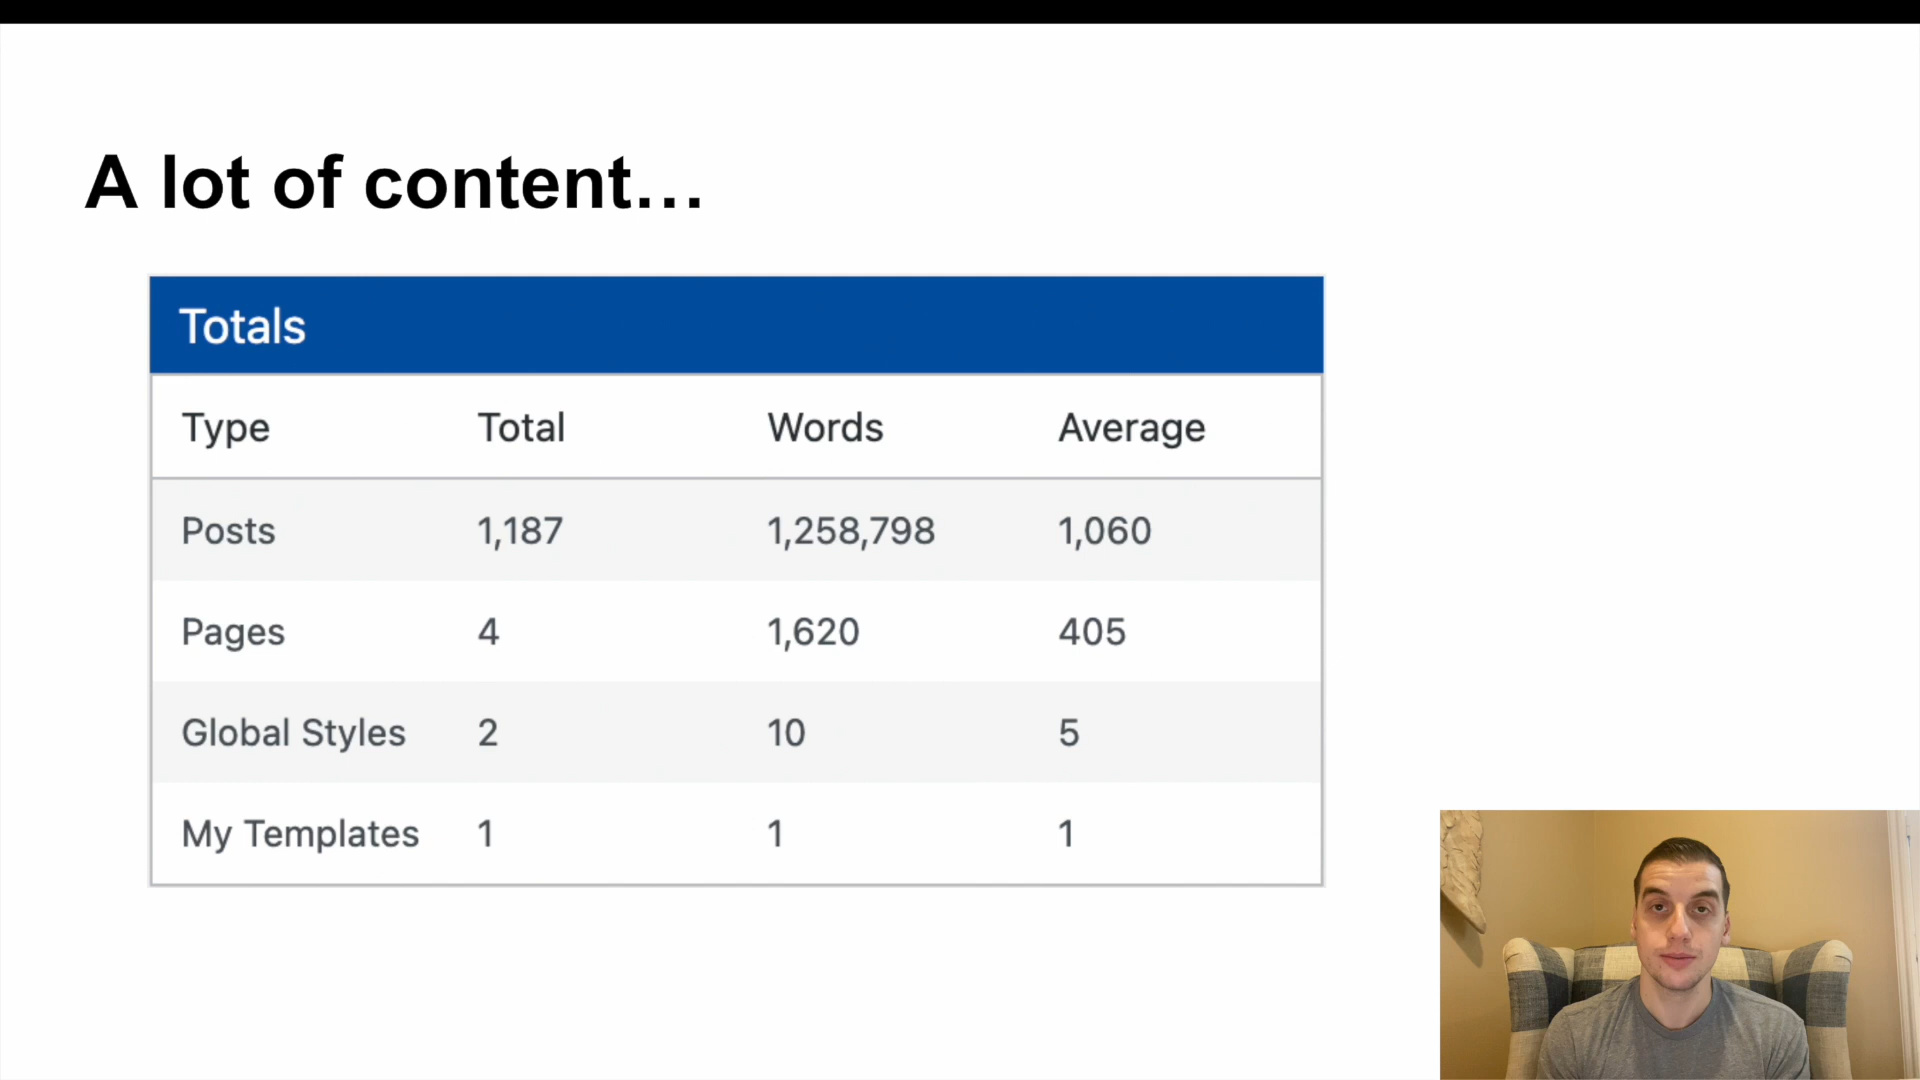 A lot of content...
Totals
Type Total Words Average
Posts 1,187 1,258,798 1,060
Pages 4 1,620 405
Global Styles 2 10 5
My Templates 1 1 1